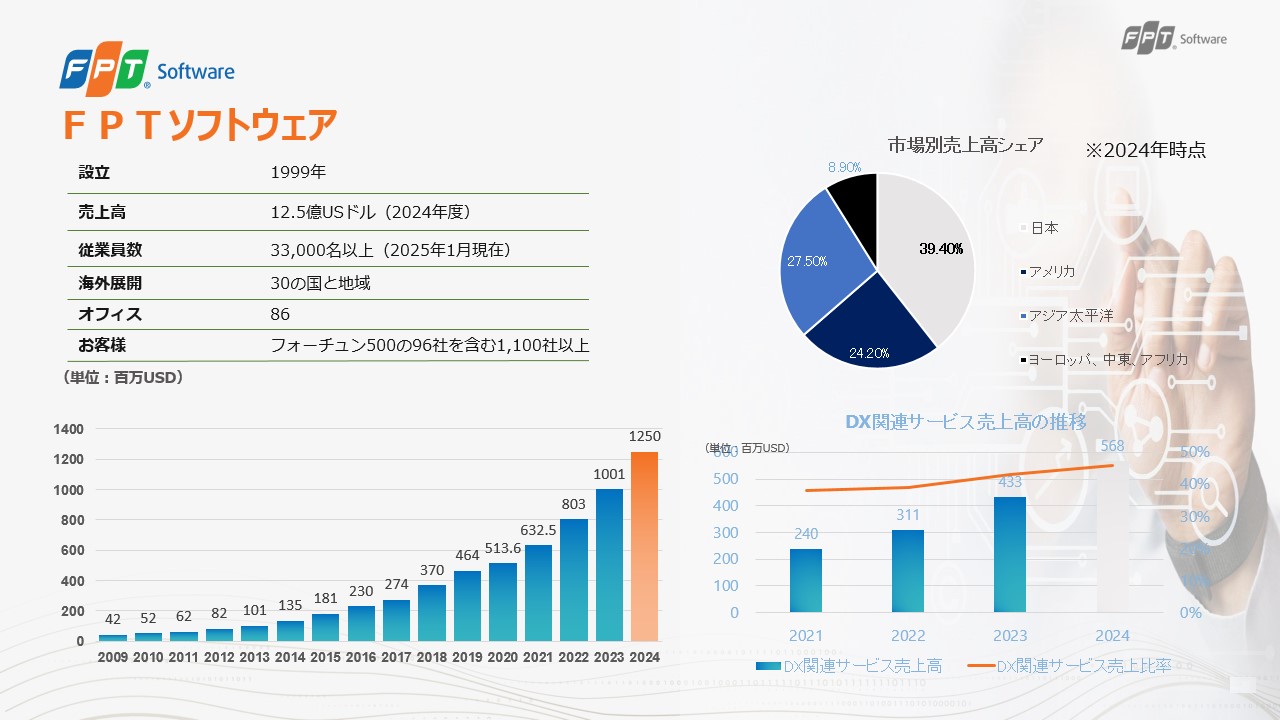 FPT Software
FPT Software
ＦＰＴソフトウェア
設立 1999年
売上高 12.5億USドル（2024年度）
従業員数 33,000名以上（2025年1月現在）
海外展開 30の国と地域
オフィス 86
お客様 フォーチュン500の96社を含む1,100社以上
（単位：百万USD）
1400
1200
1000
800
600
400
200
0
42 52 62 82 101 135 181 230 274 370 464 513.6 632.5 803 1001 1250
2009 2010 2011 2012 2013 2014 2015 2016 2017 2018 2019 2020 2021 2022 2023 2024
市場別売上高シェア
※2024年時点
8.90%
39.40%
27.50%
24.20%
日本
アメリカ
アジア太平洋
ヨーロッパ、中東、アフリカ
DX関連サービス売上高の推移
（単位：百万USD）
600
500
400
300
200
100
0
240 311 433 568
50%
40%
30%
20%
10%
0%
2021 2022 2023 2024
DX関連サービス売上高 DX関連サービス売上比率